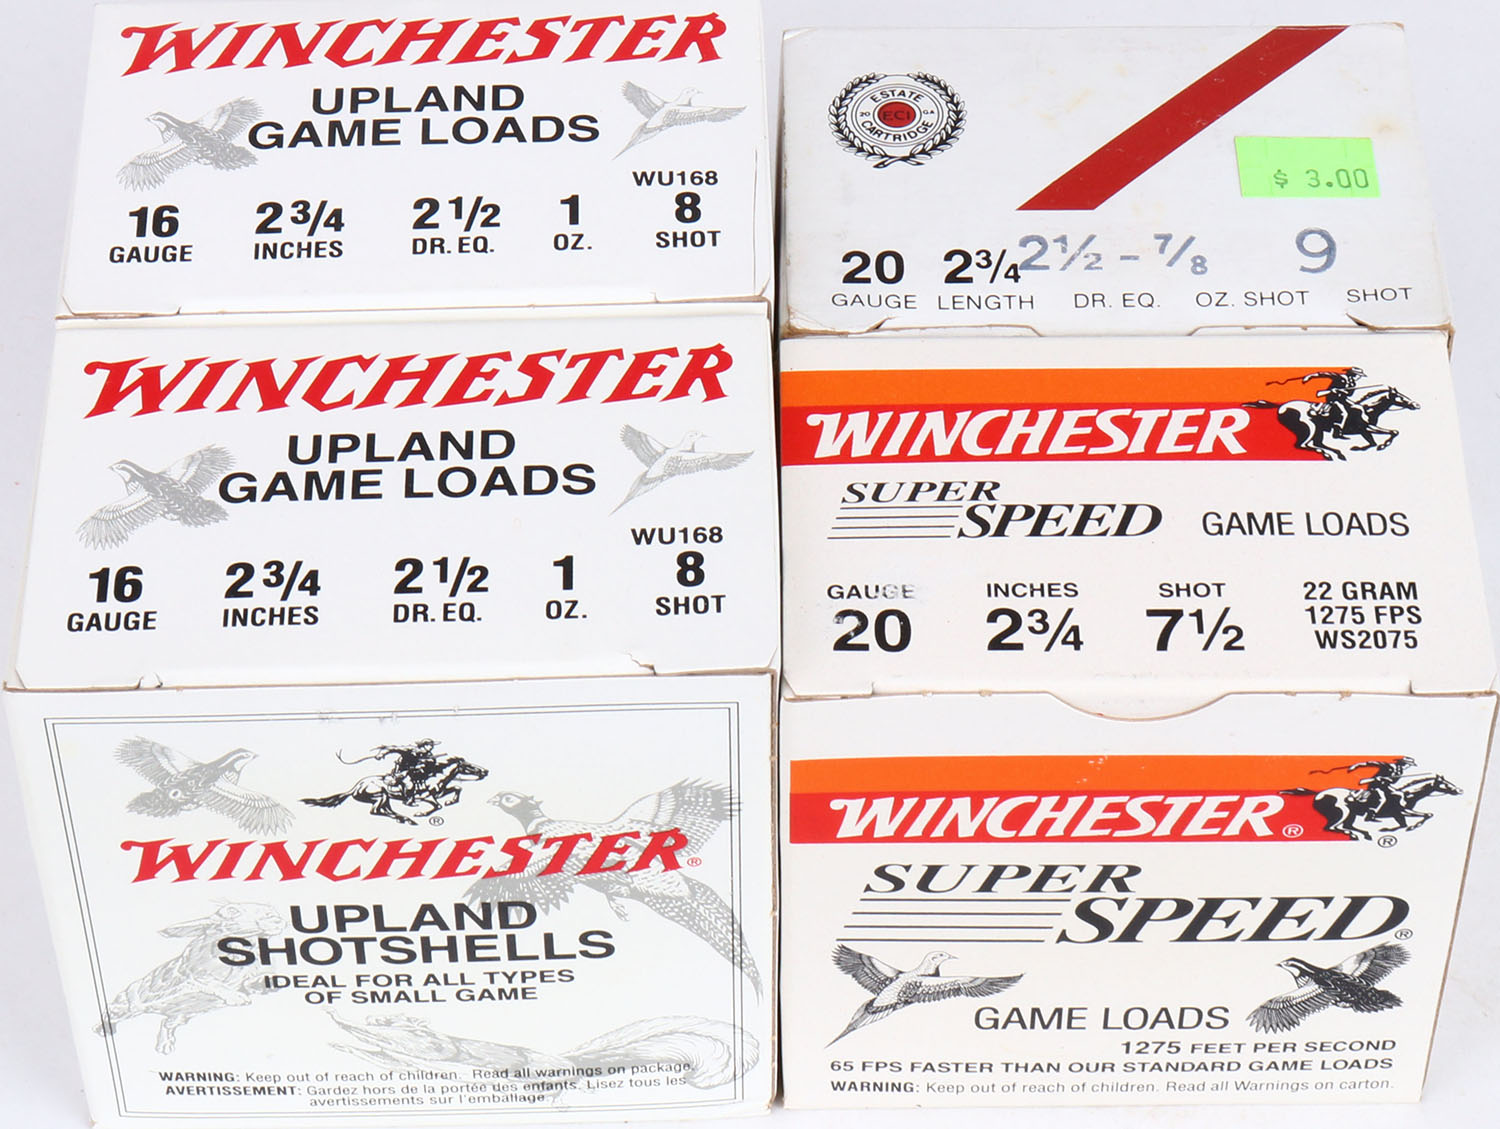 WINCHESTER
UPLAND
GAME LOADS
WU168
16 2 3/4 2 1/2 1 8
GAUGE INCHES DR. EQ. OZ. SHOT
WINCHESTER
UPLAND
GAME LOADS
WU168
16 2 3/4 2 1/2 1 8
GAUGE INCHES DR. EQ. OZ. SHOT
®
WINCHESTER®
UPLAND
SHOTSHELLS
IDEAL FOR ALL TYPES
OF SMALL GAME
WARNING: Keep out of reach of children. Read all warnings on package.
AVERTISSEMENT: Gardez hors de la portée des enfants. Lisez tous les
avertissements sur l'emballage.
ESTATE
20 ECI GA
CARTRIDGE
$ 3.00
20 2 3/4 2 1/2 - 7/8 9
GAUGE LENGTH DR. EQ. OZ. SHOT SHOT
WINCHESTER
SUPER
SPEED GAME LOADS
GAUGE INCHES SHOT 22 GRAM
20 2 3/4 7 1/2 1275 FPS
WS2075
WINCHESTER®
®
SUPER
SPEED®
GAME LOADS
1275 FEET PER SECOND
65 FPS FASTER THAN OUR STANDARD GAME LOADS
WARNING: Keep out of reach of children. Read all Warnings on carton.